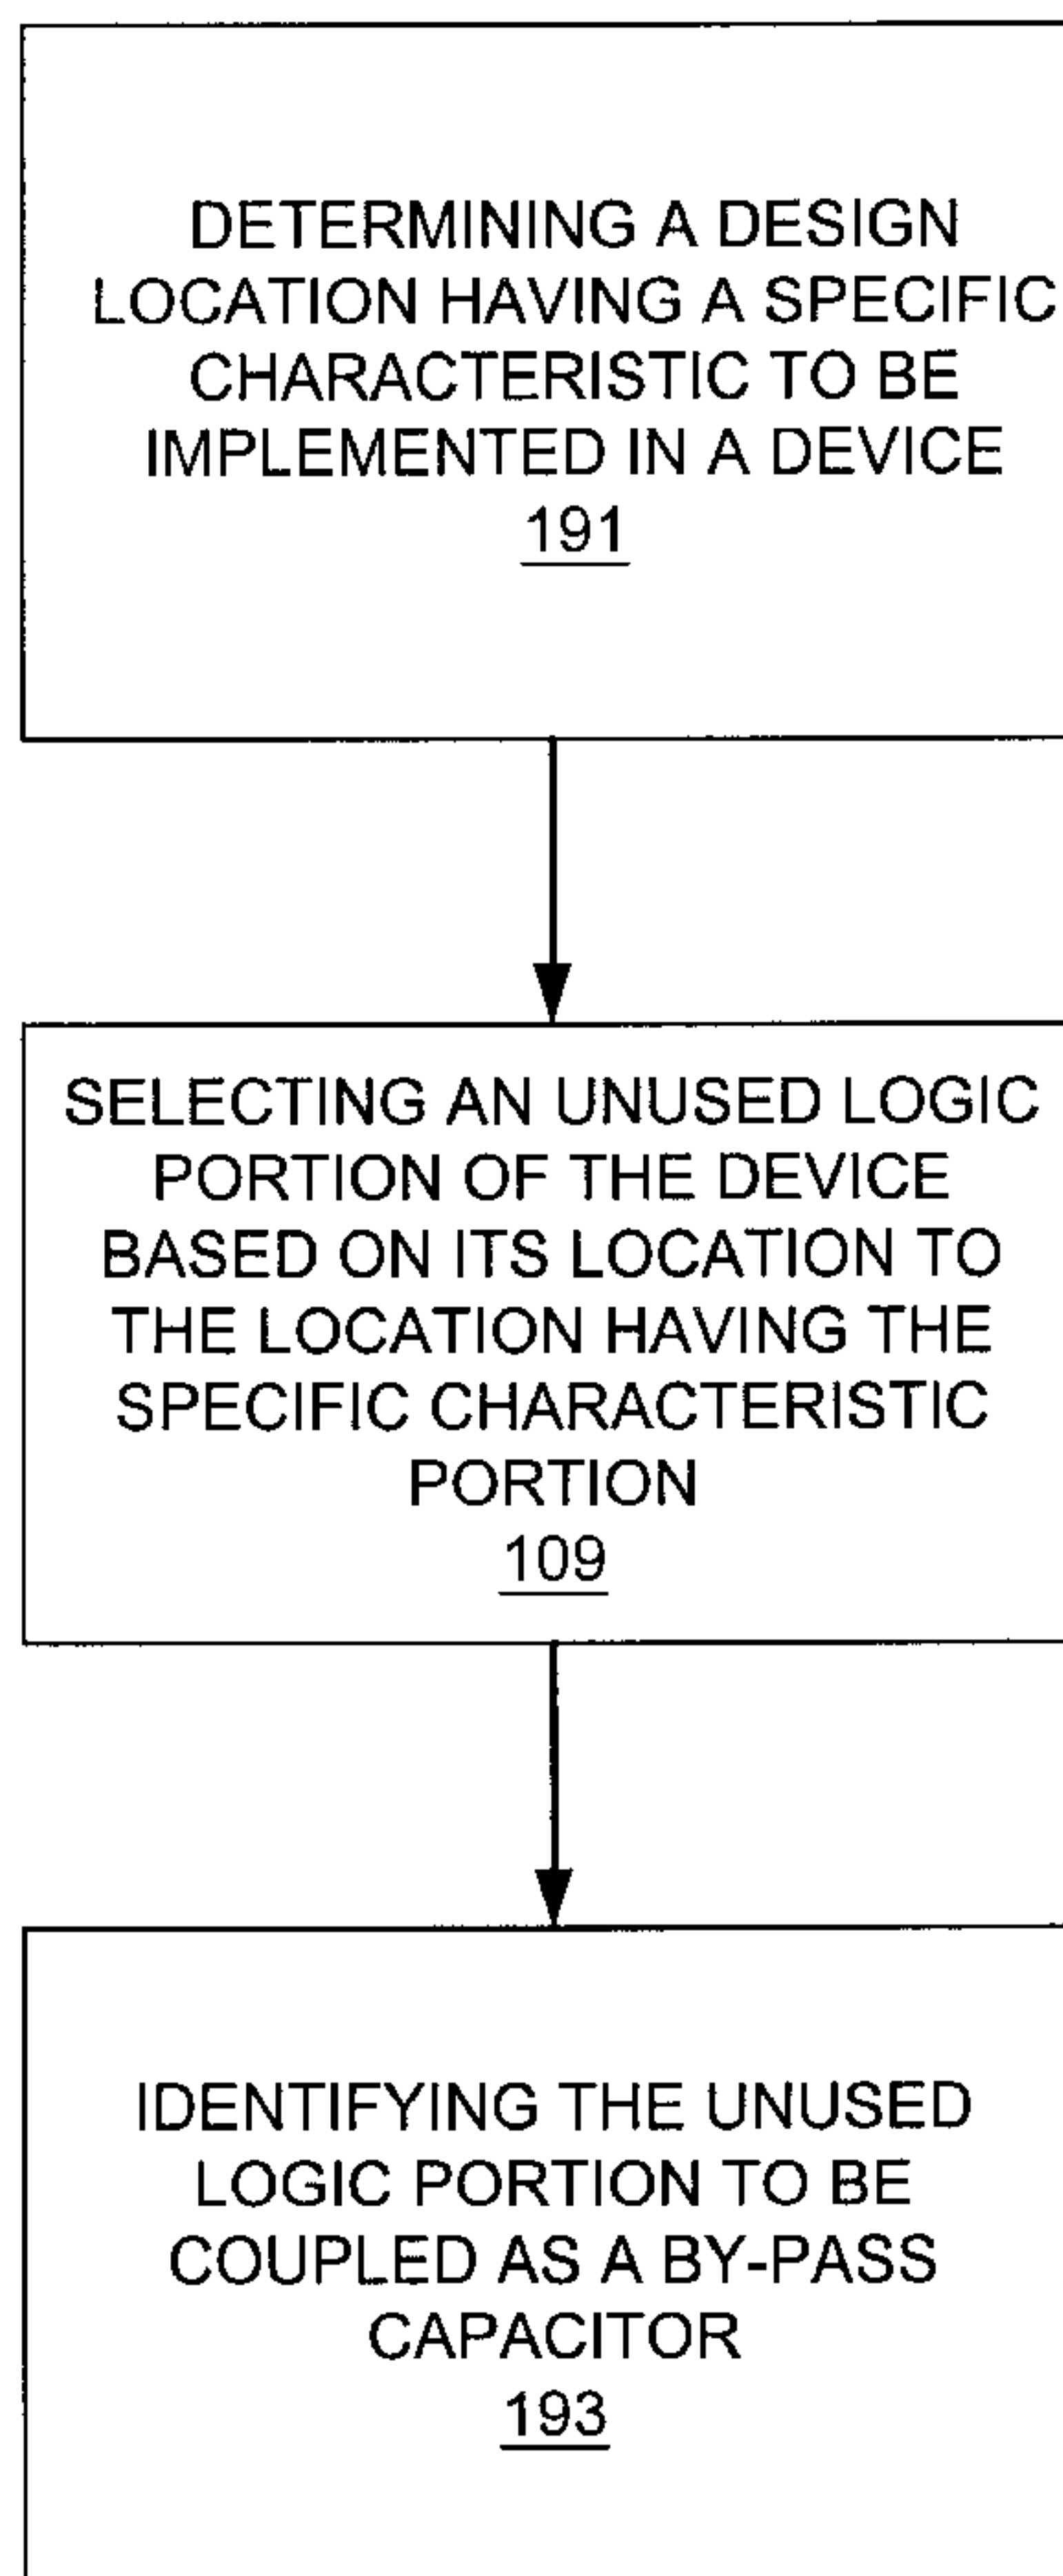 DETERMINING A DESIGN
LOCATION HAVING A SPECIFIC
CHARACTERISTIC TO BE
IMPLEMENTED IN A DEVICE
191
SELECTING AN UNUSED LOGIC
PORTION OF THE DEVICE
BASED ON ITS LOCATION TO
THE LOCATION HAVING THE
SPECIFIC CHARACTERISTIC
PORTION
109
IDENTIFYING THE UNUSED
LOGIC PORTION TO BE
COUPLED AS A BY-PASS
CAPACITOR
193